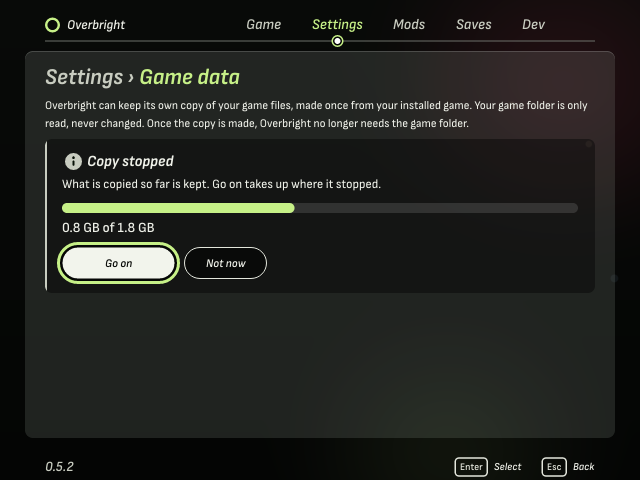 Overbright
Game
Settings
Mods
Saves
Dev
Settings › Game data
Overbright can keep its own copy of your game files, made once from your installed game. Your game folder is only
read, never changed. Once the copy is made, Overbright no longer needs the game folder.
Copy stopped
What is copied so far is kept. Go on takes up where it stopped.
0.8 GB of 1.8 GB
Go on
Not now
0.5.2
Enter Select
Esc Back